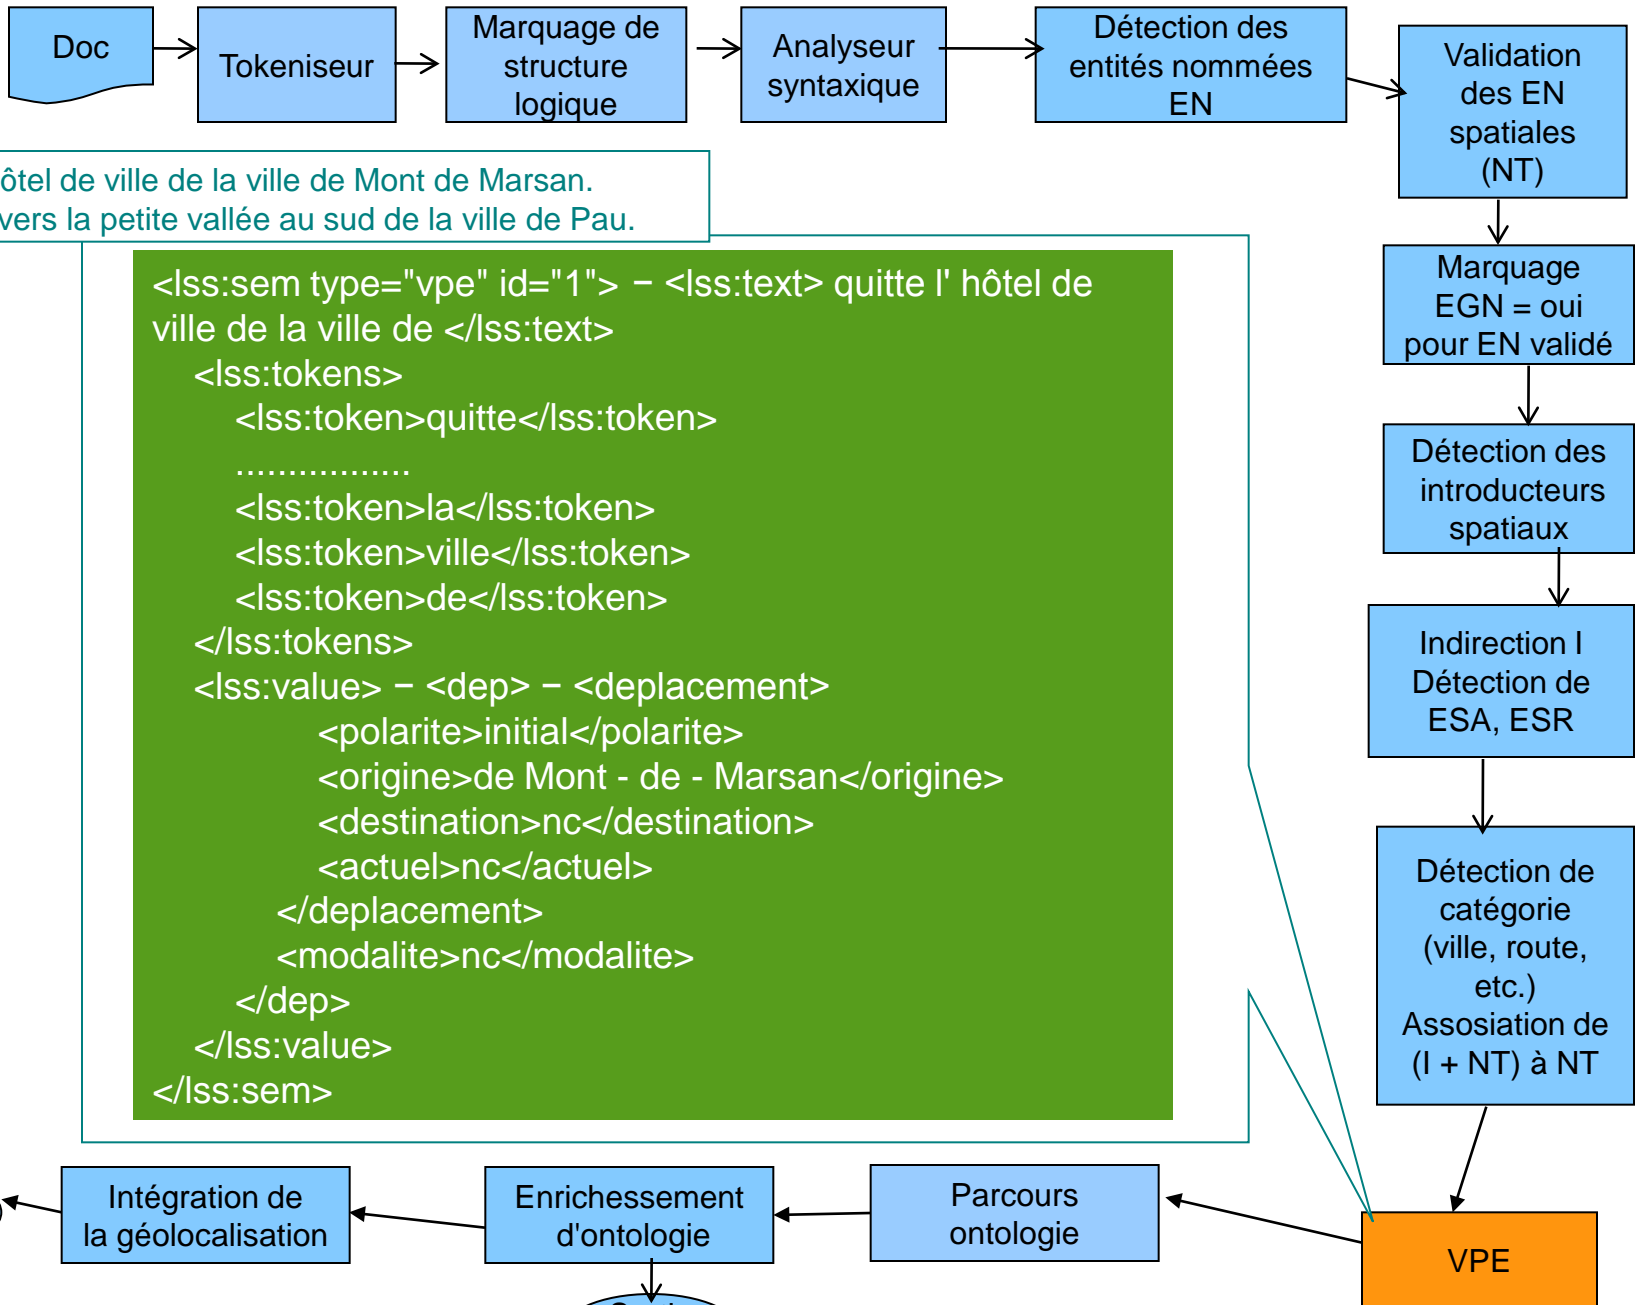 Doc
Tokeniseur
Marquage de
structure
logique
Analyseur
syntaxique
Détection des
entités nommées
EN
Validation
des EN
spatiales
(NT)
ôtel de ville de la ville de Mont de Marsan.
vers la petite vallée au sud de la ville de Pau.
<lss:sem type="vpe" id="1"> − <lss:text> quitte l' hôtel de
ville de la ville de </lss:text>
<lss:tokens>
<lss:token>quitte</lss:token>
.................
<lss:token>la</lss:token>
<lss:token>ville</lss:token>
<lss:token>de</lss:token>
</lss:tokens>
<lss:value> − <dep> − <deplacement>
<polarite>initial</polarite>
<origine>de Mont - de - Marsan</origine>
<destination>nc</destination>
<actuel>nc</actuel>
</deplacement>
<modalite>nc</modalite>
</dep>
</lss:value>
</lss:sem>
Marquage
EGN = oui
pour EN validé
Détection des
introducteurs
spatiaux
Indirection I
Détection de
ESA, ESR
Détection de
catégorie
(ville, route,
etc.)
Assosiation de
(I + NT) à NT
VPE
Parcours
ontologie
Enrichessement
d'ontologie
Intégration de
la géolocalisation